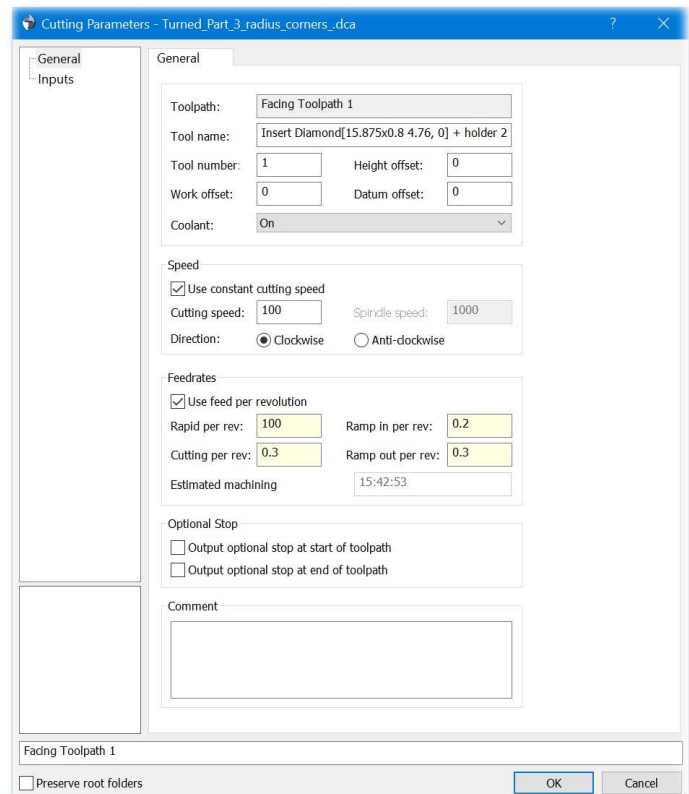 Cutting Parameters - Turned_Part_3_radius_corners_.dca ?
General
Inputs
General
Toolpath: Facing Toolpath 1
Tool name: Insert Diamond[15.875x0.8 4.76, 0] + holder 2
Tool number: 1 Height offset: 0
Work offset: 0 Datum offset: 0
Coolant: On
Speed
Use constant cutting speed
Cutting speed: 100 Spindle speed: 1000
Direction: Clockwise Anti-clockwise
Feedrates
Use feed per revolution
Rapid per rev: 100 Ramp in per rev: 0.2
Cutting per rev: 0.3 Ramp out per rev: 0.3
Estimated machining 15:42:53
Optional Stop
Output optional stop at start of toolpath
Output optional stop at end of toolpath
Comment
Facing Toolpath 1
Preserve root folders OK Cancel